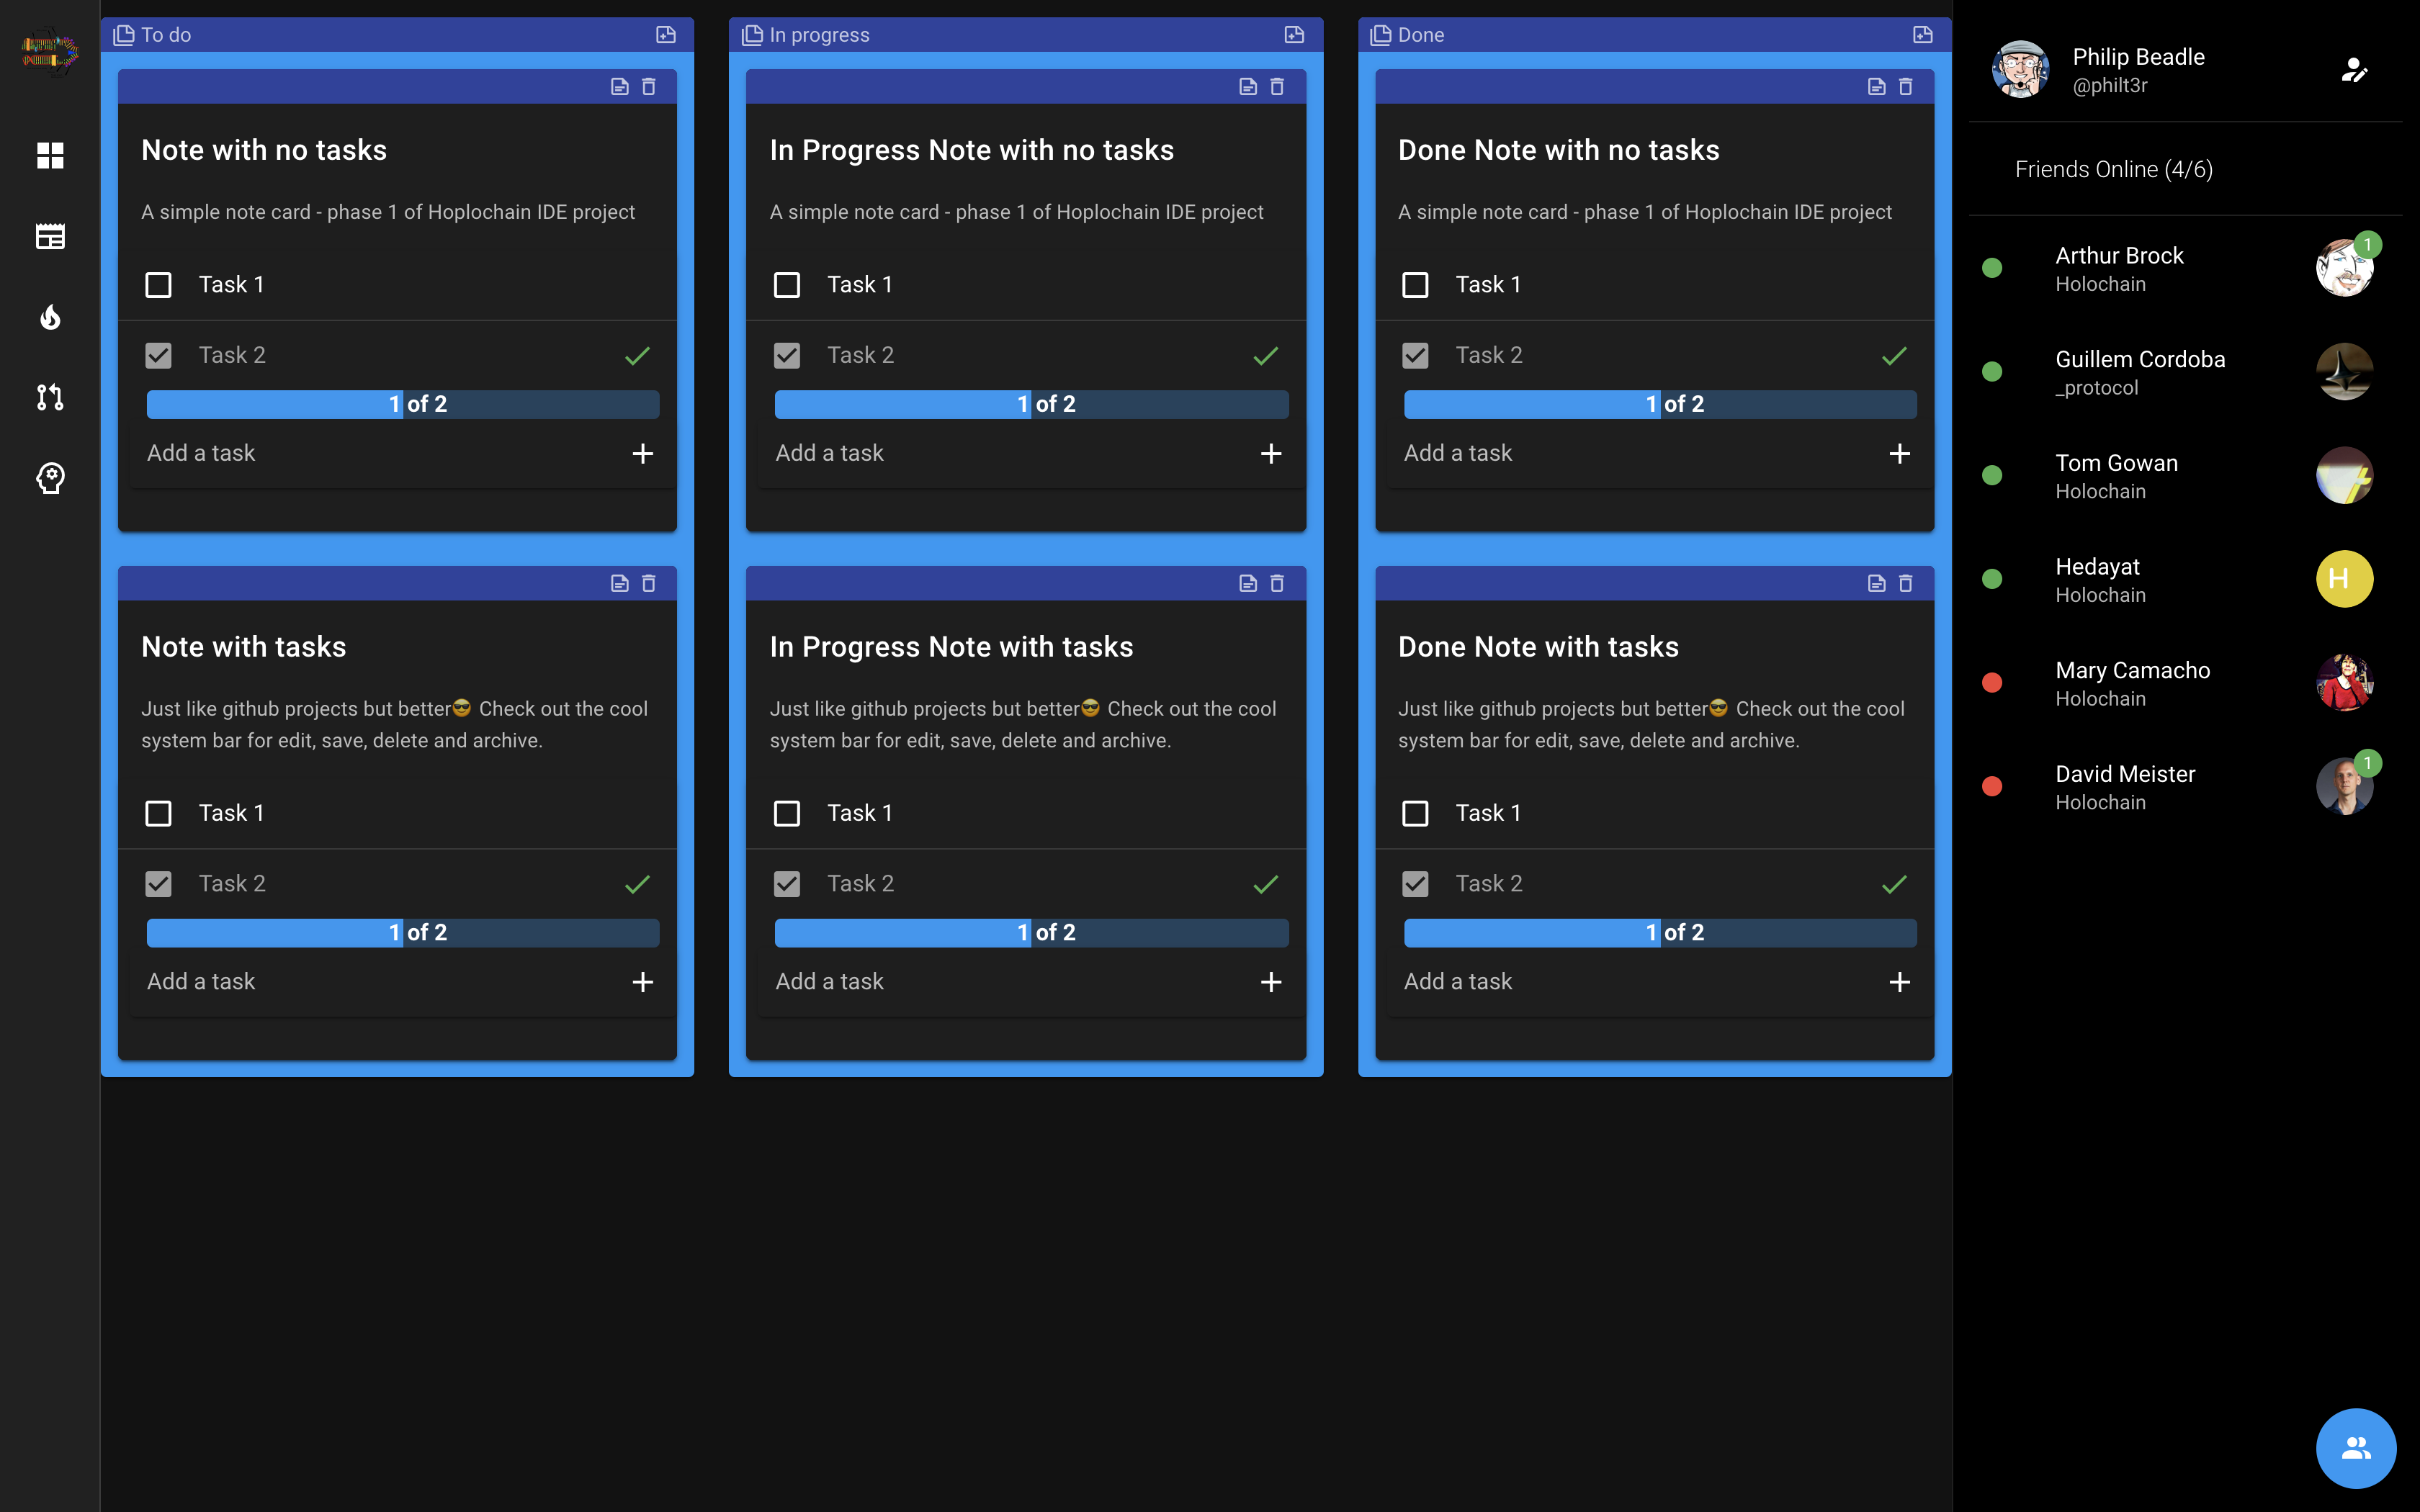 To do
Note with no tasks
A simple note card - phase 1 of Hoplochain IDE project
Task 1
Task 2
1 of 2
Add a task
Note with tasks
Just like github projects but better😎 Check out the cool
system bar for edit, save, delete and archive.
Task 1
Task 2
1 of 2
Add a task
In progress
In Progress Note with no tasks
A simple note card - phase 1 of Hoplochain IDE project
Task 1
Task 2
1 of 2
Add a task
In Progress Note with tasks
Just like github projects but better😎 Check out the cool
system bar for edit, save, delete and archive.
Task 1
Task 2
1 of 2
Add a task
Done
Done Note with no tasks
A simple note card - phase 1 of Hoplochain IDE project
Task 1
Task 2
1 of 2
Add a task
Done Note with tasks
Just like github projects but better😎 Check out the cool
system bar for edit, save, delete and archive.
Task 1
Task 2
1 of 2
Add a task
Philip Beadle
@philt3r
Friends Online (4/6)
Arthur Brock
Holochain
1
Guillem Cordoba
_protocol
Tom Gowan
Holochain
Hedayat
Holochain
H
Mary Camacho
Holochain
David Meister
Holochain
1